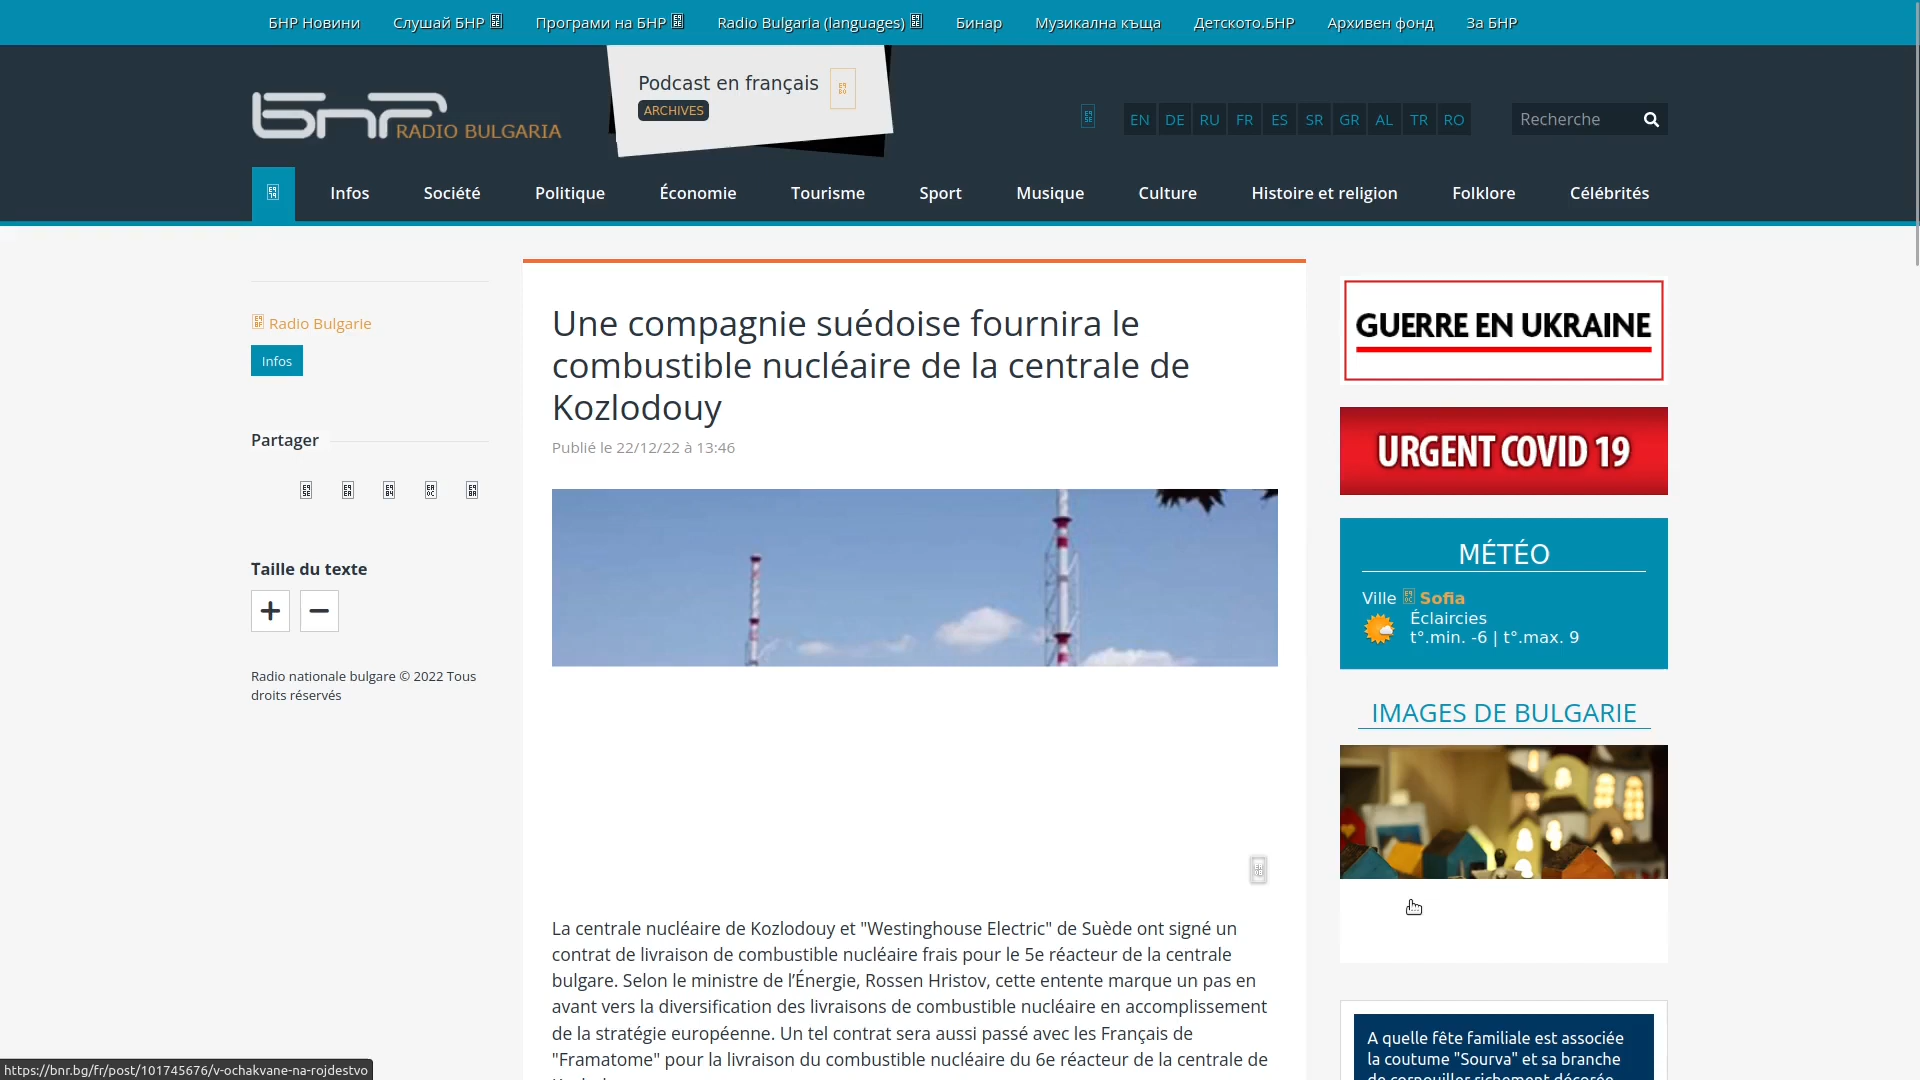 БНР Новини Слушай БНР Програми на БНР Radio Bulgaria (languages) Бинар Музикална къща Детското.БНР Архивен фонд За БНР
Podcast en français
ARCHIVES
бнр RADIO BULGARIA
EN DE RU FR ES SR GR AL TR RO
Recherche
Infos Société Politique Économie Tourisme Sport Musique Culture Histoire et religion Folklore Célébrités
Radio Bulgarie
Infos
Partager
Taille du texte
Radio nationale bulgare © 2022 Tous
droits réservés
Une compagnie suédoise fournira le
combustible nucléaire de la centrale de
Kozlodouy
Publié le 22/12/22 à 13:46
La centrale nucléaire de Kozlodouy et "Westinghouse Electric" de Suède ont signé un
contrat de livraison de combustible nucléaire frais pour le 5e réacteur de la centrale
bulgare. Selon le ministre de l’Énergie, Rossen Hristov, cette entente marque un pas en
avant vers la diversification des livraisons de combustible nucléaire en accomplissement
de la stratégie européenne. Un tel contrat sera aussi passé avec les Français de
"Framatome" pour la livraison du combustible nucléaire du 6e réacteur de la centrale de
GUERRE EN UKRAINE
URGENT COVID 19
MÉTÉO
Ville Sofia
Éclaircies
t°.min. -6 | t°.max. 9
IMAGES DE BULGARIE
A quelle fête familiale est associée
la coutume "Sourva" et sa branche
de cornouiller richement décorée
https://bnr.bg/fr/post/101745676/v-ochakvane-na-rojdestvo